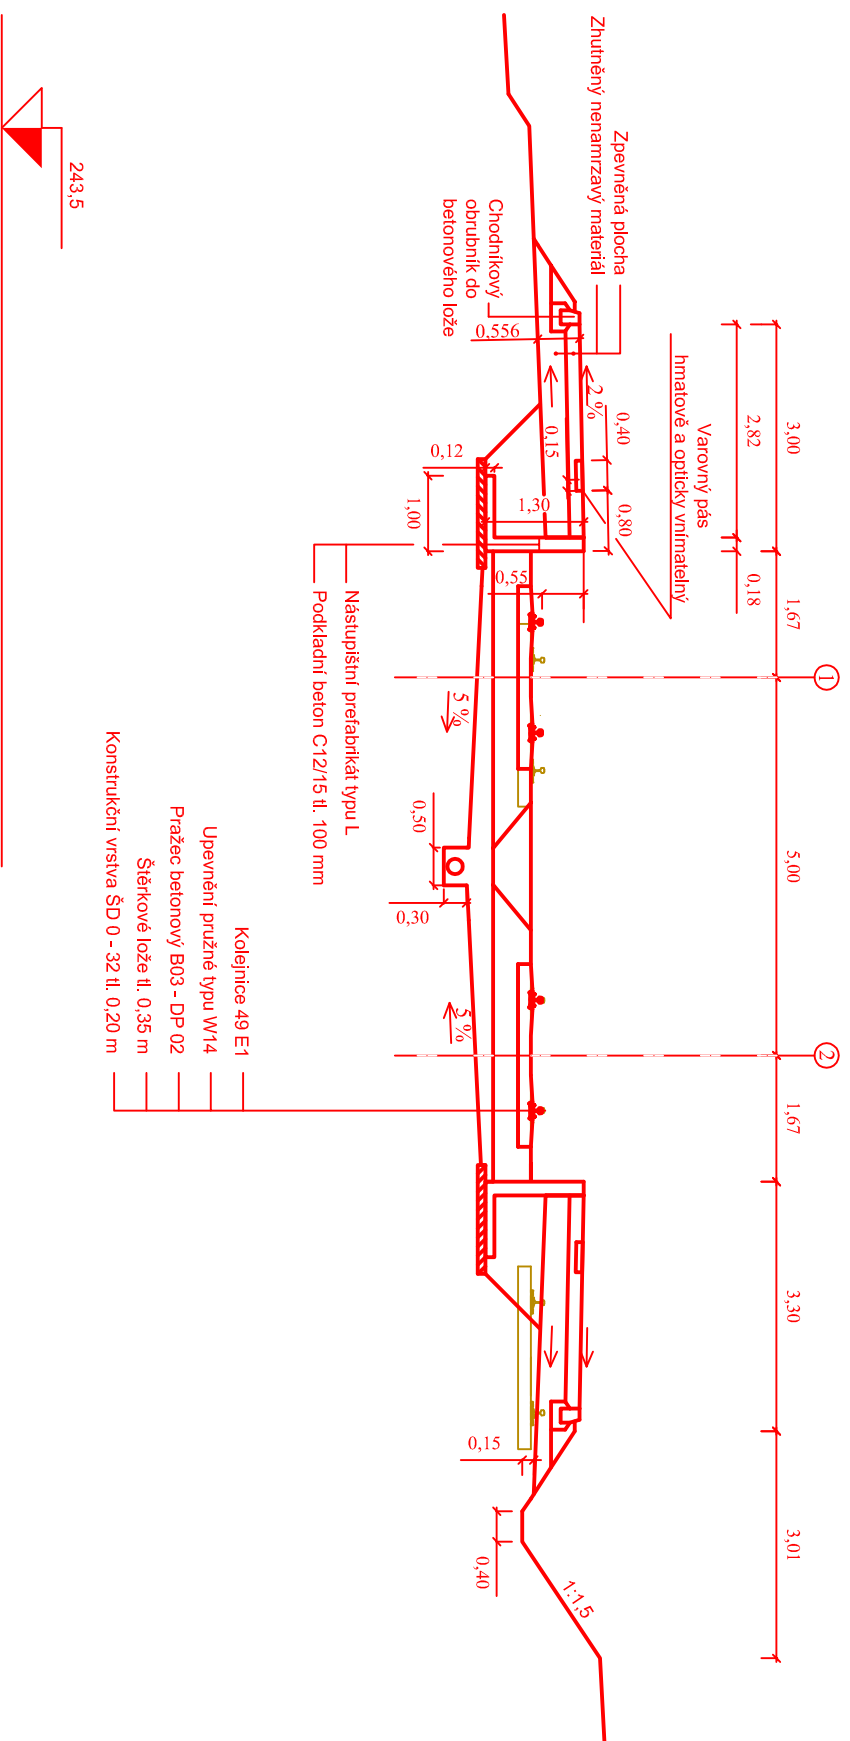 1
2
3,00
1,67
5,00
1,67
3,30
3,01
2,82
0,18
Varovný pás
hmatově a opticky vnímatelný
Zpevněná plocha
Zhutněný nenamrzavý materiál
Chodníkový
obrubník do
betonového lože
0,556
2 %
0,40
0,80
0,15
1,30
0,12
1,00
0,55
5 %
5 %
0,50
0,30
0,15
0,40
1:1,5
Nástupištní prefabrikát typu L
Podkladní beton C12/15 tl. 100 mm
Kolejnice 49 E1
Upevnění pružné typu W14
Pražec betonový B03 - DP 02
Štěrkové lože tl. 0,35 m
Konstrukční vrstva ŠD 0 - 32 tl. 0,20 m
243,5